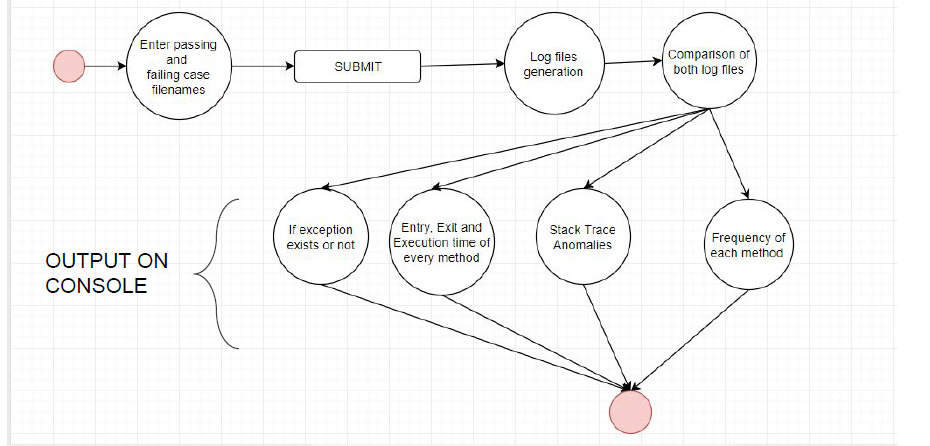 Enter passing
and
failing case
filenames
SUBMIT
Log files
generation
Comparison of
both log files
If exception
exists or not
Entry, Exit and
Execution time of
every method
Stack Trace
Anomalies
Frequency of
each method
OUTPUT ON
CONSOLE